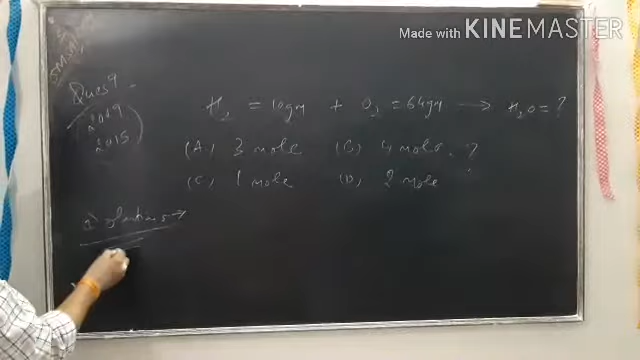 Made with KINEMASTER
Ques 9.
2019
2015
H₂ = 10gm + O₂ = 64gm → H₂O = ?
(A) 3 mole (B) 4 mole. ?
(C) 1 mole (D) 2 mole